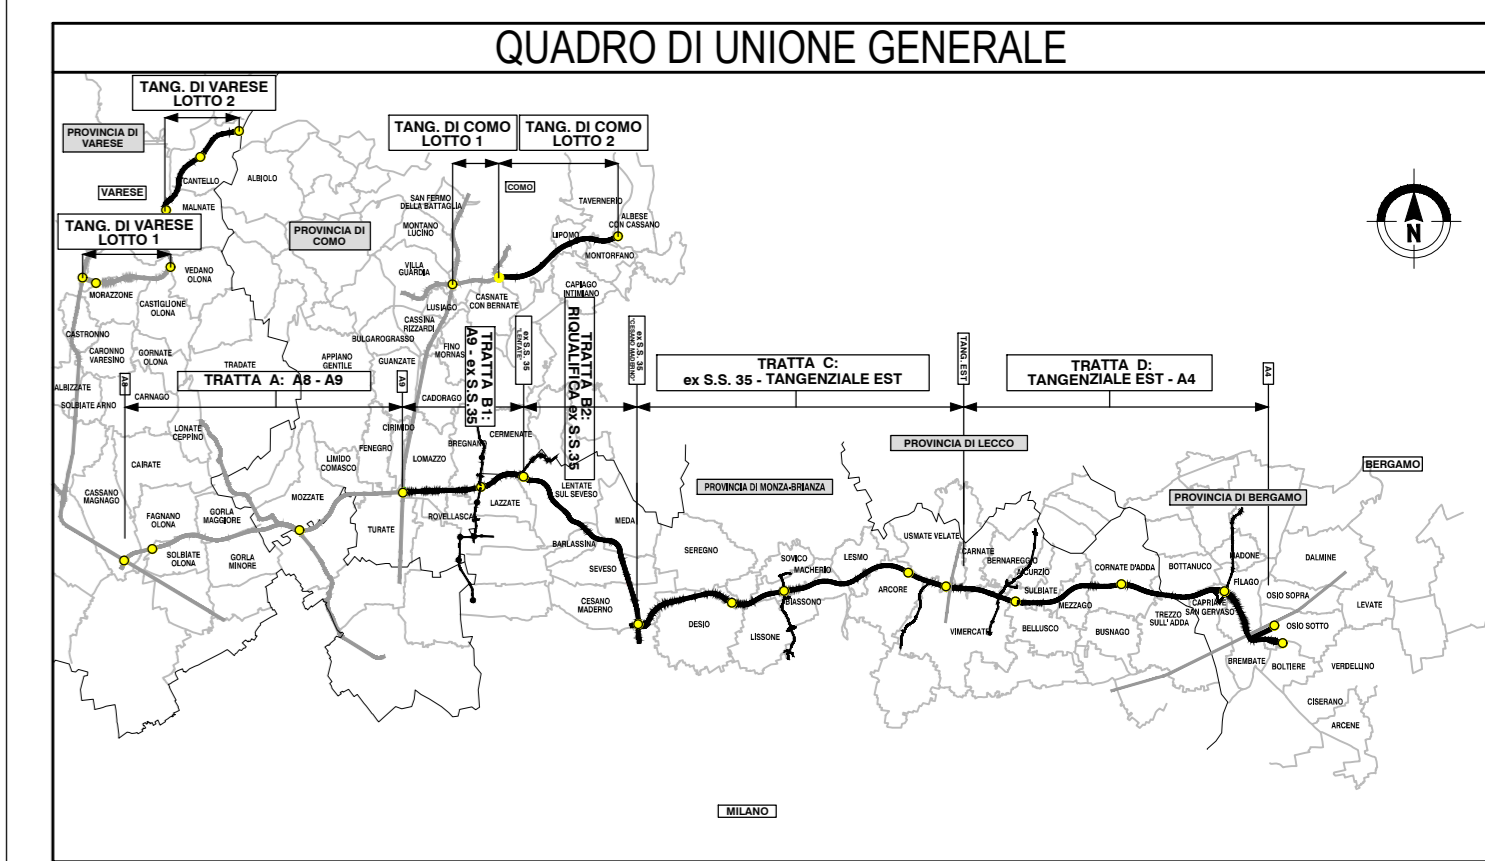 QUADRO DI UNIONE GENERALE
TANG. DI VARESE
LOTTO 2
PROVINCIA DI
VARESE
VARESE
CANTELLO
ALBIOLO
MALNATE
TANG. DI VARESE
LOTTO 1
PROVINCIA DI
COMO
TANG. DI COMO
LOTTO 1
TANG. DI COMO
LOTTO 2
COMO
SAN FERMO
DELLA BATTAGLIA
TAVERNERIO
ALBESE
CON CASSANO
MONTANO
LUCINO
LIPOMO
MONTORFANO
VILLA
GUARDIA
CAPIAGO
INTIMIANO
CASNATE
CON BERNATE
LUSIAGO
CASSINA
RIZZARDI
BULGAROGRASSO
FINO
MORNAS
GUANZATE
APPIANO
GENTILE
VEDANO
OLONA
MORAZZONE
CASTIGLIONE
OLONA
CASTRONNO
CARONNO
VARESINO
GORNATE
OLONA
TRADATE
ALBIZZATE
SOLBIATE ARNO
CARNAGO
A8
TRATTA A: A8 - A9
A9
TRATTA B1:
A9 - ex S.S.35
ex S.S. 35
"LENTATE"
TRATTA B2:
RIQUALIFICA ex S.S.35
ex S.S. 35
"CESANO MADERNO"
TRATTA C:
ex S.S. 35 - TANGENZIALE EST
TANG. EST
TRATTA D:
TANGENZIALE EST - A4
A4
N
CADORAGO
CIRIMIDO
FENEGRO
LOMAZZO
BREGNANO
CERMENATE
LONATE
CEPPINO
LIMIDO
COMASCO
CAIRATE
CASSANO
MAGNAGO
MOZZATE
FAGNANO
OLONA
GORLA
MAGGIORE
TURATE
ROVELLASCA
LAZZATE
LENTATE
SUL SEVESO
SOLBIATE
OLONA
GORLA
MINORE
BARLASSINA
MEDA
SEVESO
CESANO
MADERNO
PROVINCIA DI LECCO
PROVINCIA DI MONZA-BRIANZA
PROVINCIA DI BERGAMO
BERGAMO
SEREGNO
SOVICO
MACHERIO
LESMO
USMATE VELATE
CARNATE
BERNAREGGIO
AICURZIO
SULBIATE
CORNATE D'ADDA
BOTTANUCO
MADONE
FILAGO
DALMINE
ARCORE
BIASSONO
DESIO
LISSONE
VIMERCATE
MEZZAGO
BELLUSCO
BUSNAGO
TREZZO
SULL' ADDA
CAPRIATE
SAN GERVASO
OSIO SOPRA
OSIO SOTTO
LEVATE
BREMBATE
BOLTIERE
VERDELLINO
CISERANO
ARCENE
MILANO